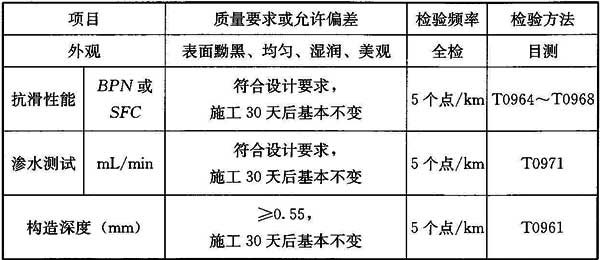 项目 质量要求或允许偏差 检验频率 检验方法
外观 表面黝黑、均匀、湿润、美观 全检 目测
抗滑性能 BPN或 SFC 符合设计要求, 施工30天后基本不变 5个点/km T0964~T0968
渗水测试 mL/min 符合设计要求, 施工30天后基本不变 5个点/km T0971
构造深度(mm) ≥0.55, 施工30天后基本不变 5个点/km T0961